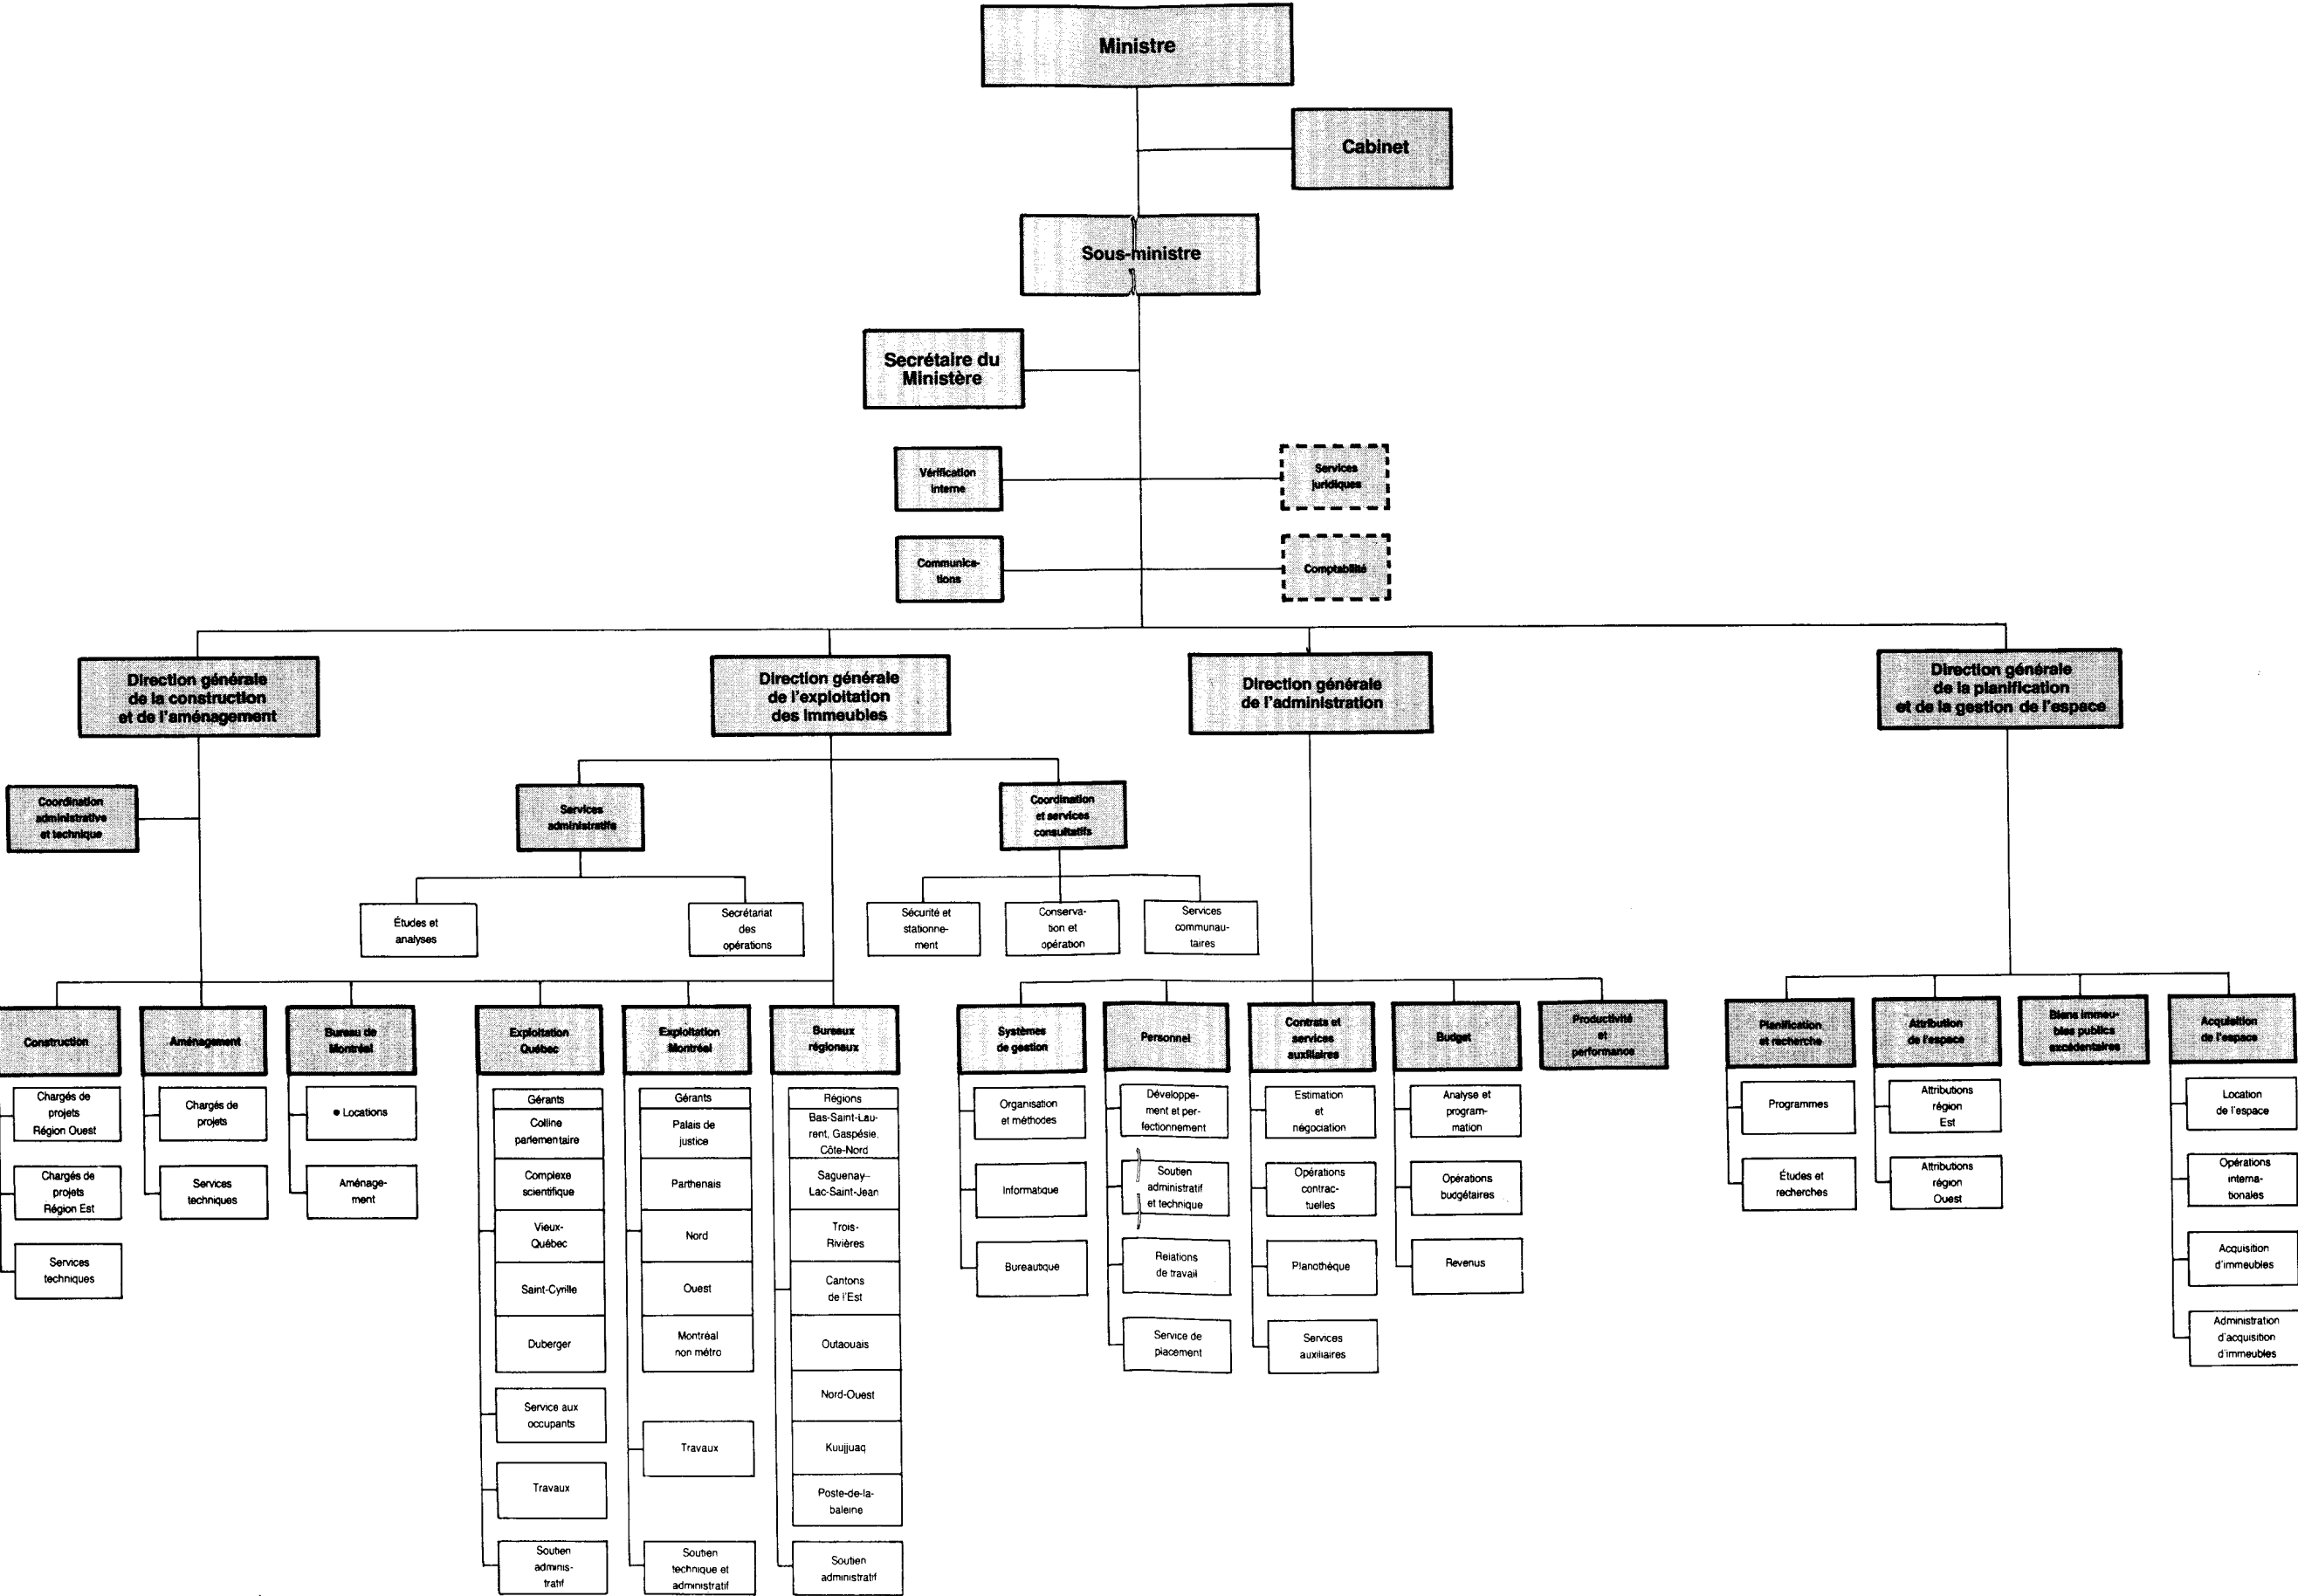 Ministre
Cabinet
Sous-ministre
Secrétaire du
Ministère
Vérification
interne
Services
juridiques
Communica-
tions
Comptabilité
Direction générale
de la construction
et de l'aménagement
Direction générale
de l'exploitation
des immeubles
Direction générale
de l'administration
Direction générale
de la planification
et de la gestion de l'espace
Coordination
administrative
et technique
Services
administratifs
Coordination
et services
consultatifs
Études et
analyses
Secrétariat
des
opérations
Sécurité et
stationne-
ment
Conserva-
tion et
opération
Services
communau-
taires
Construction
Chargés de
projets
Région Ouest
Chargés de
projets
Région Est
Services
techniques
Aménagement
Chargés de
projets
Services
techniques
Bureau de
Montréal
• Locations
Aménage-
ment
Exploitation
Québec
Gérants
Colline
parlementaire
Complexe
scientifique
Vieux-
Québec
Saint-Cyrille
Duberger
Service aux
occupants
Travaux
Soutien
adminis-
tratif
Exploitation
Montréal
Gérants
Palais de
justice
Parthenais
Nord
Ouest
Montréal
non métro
Travaux
Soutien
technique et
administratif
Bureaux
régionaux
Régions
Bas-Saint-Lau-
rent, Gaspésie,
Côte-Nord
Saguenay–
Lac-Saint-Jean
Trois-
Rivières
Cantons
de l'Est
Outaouais
Nord-Ouest
Kuujjuaq
Poste-de-la-
baleine
Soutien
administratif
Systèmes
de gestion
Organisation
et méthodes
Informatique
Bureautique
Personnel
Développe-
ment et per-
fectionnement
Soutien
administratif
et technique
Relations
de travail
Service de
placement
Contrats et
services
auxiliaires
Estimation
et
négociation
Opérations
contrac-
tuelles
Planothèque
Services
auxiliaires
Budget
Analyse et
program-
mation
Opérations
budgétaires
Revenus
Productivité
et
performance
Planification
et recherche
Programmes
Études et
recherches
Attribution
de l'espace
Attributions
région
Est
Attributions
région
Ouest
Biens immeu-
bles publics
excédentaires
Acquisition
de l'espace
Location
de l'espace
Opérations
interna-
tionales
Acquisition
d'immeubles
Administration
d'acquisition
d'immeubles